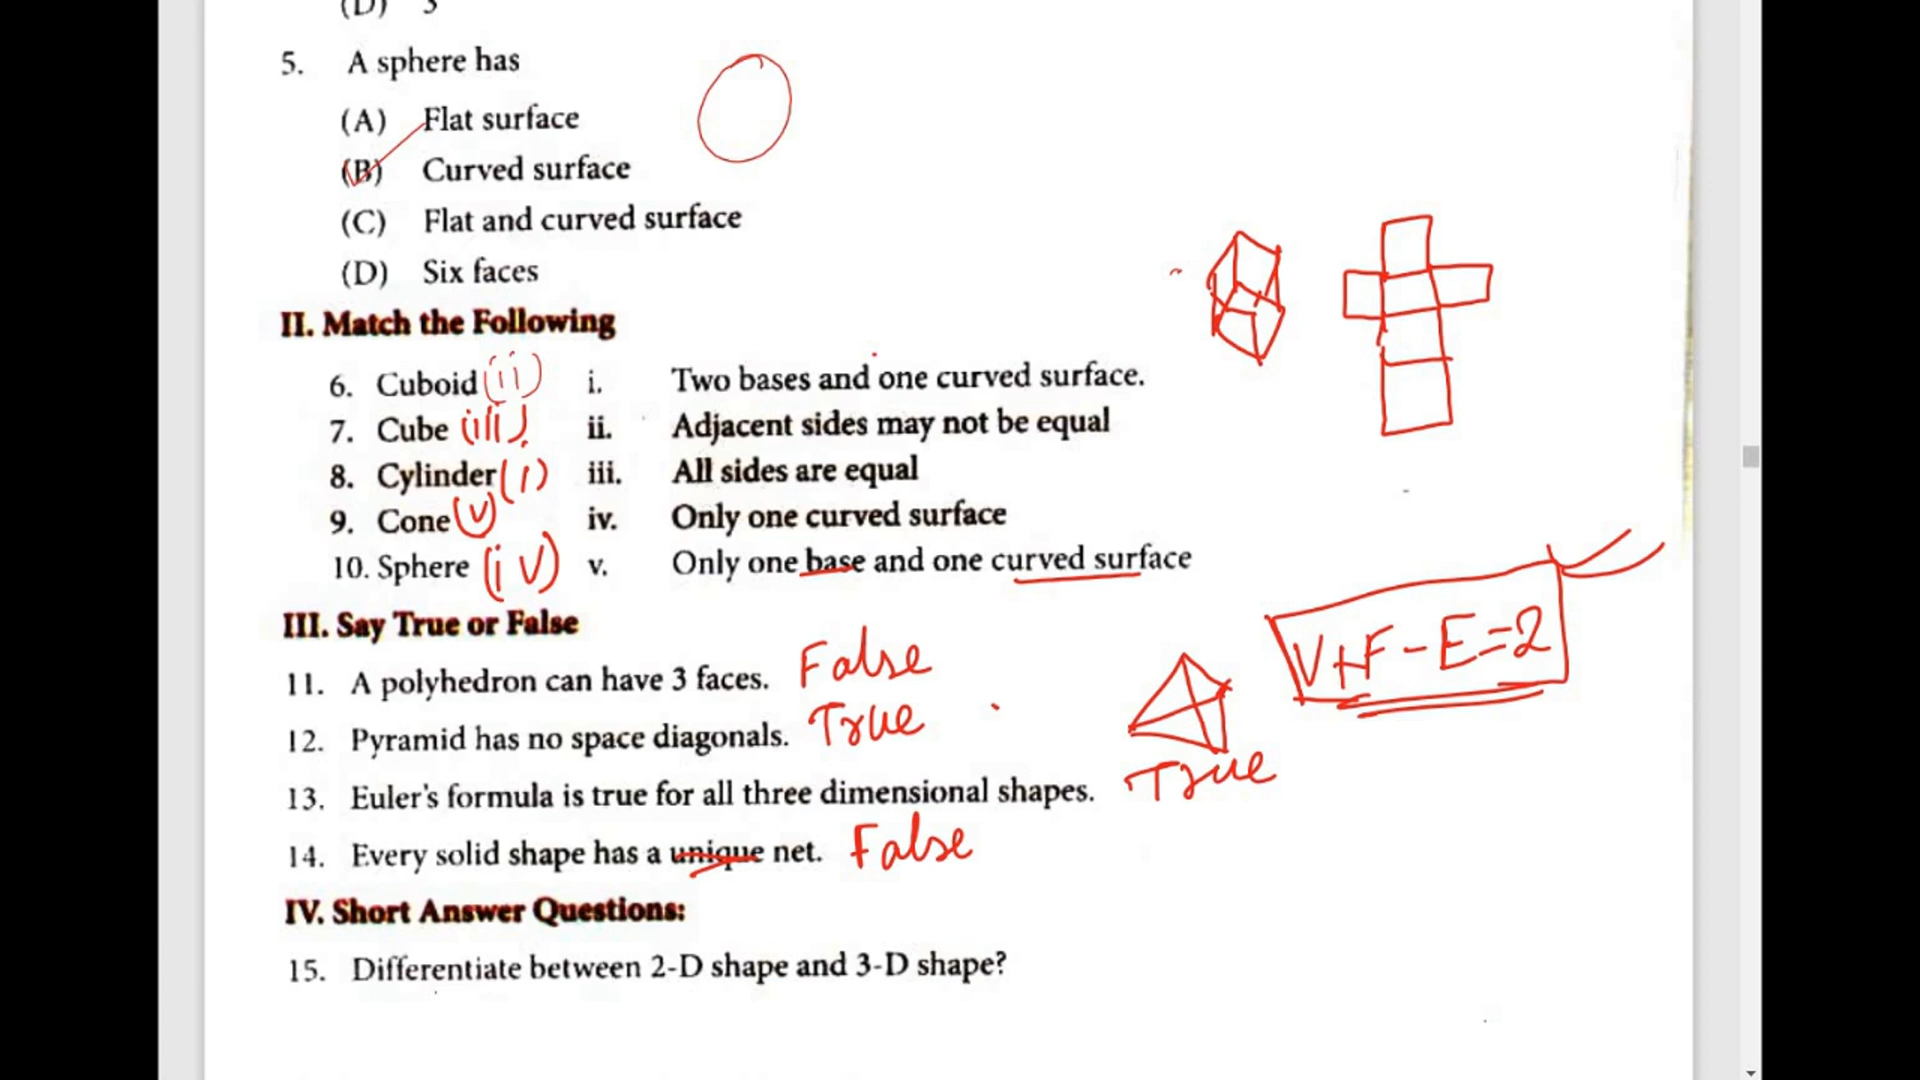 (D) 3
5. A sphere has
(A) Flat surface
(B) Curved surface
(C) Flat and curved surface
(D) Six faces
II. Match the Following
6. Cuboid (ii) i. Two bases and one curved surface.
7. Cube (iii) ii. Adjacent sides may not be equal
8. Cylinder (i) iii. All sides are equal
9. Cone (v) iv. Only one curved surface
10. Sphere (iv) v. Only one base and one curved surface
III. Say True or False
V+F-E=2
11. A polyhedron can have 3 faces. False
12. Pyramid has no space diagonals. True
13. Euler's formula is true for all three dimensional shapes. True
14. Every solid shape has a unique net. False
IV. Short Answer Questions:
15. Differentiate between 2-D shape and 3-D shape?